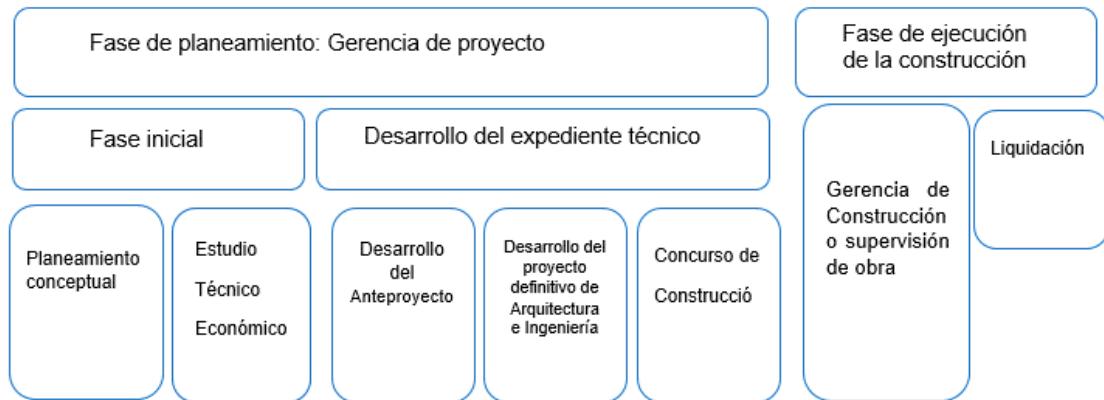 Fase de planeamiento: Gerencia de proyecto
Fase de ejecución
de la construcción
Fase inicial
Desarrollo del expediente técnico
Planeamiento
conceptual
Estudio
Técnico
Económico
Desarrollo
del
Anteproyecto
Desarrollo del
proyecto
definitivo de
Arquitectura
e Ingeniería
Concurso de
Construcció
Gerencia de
Construcción
o supervisión
de obra
Liquidación